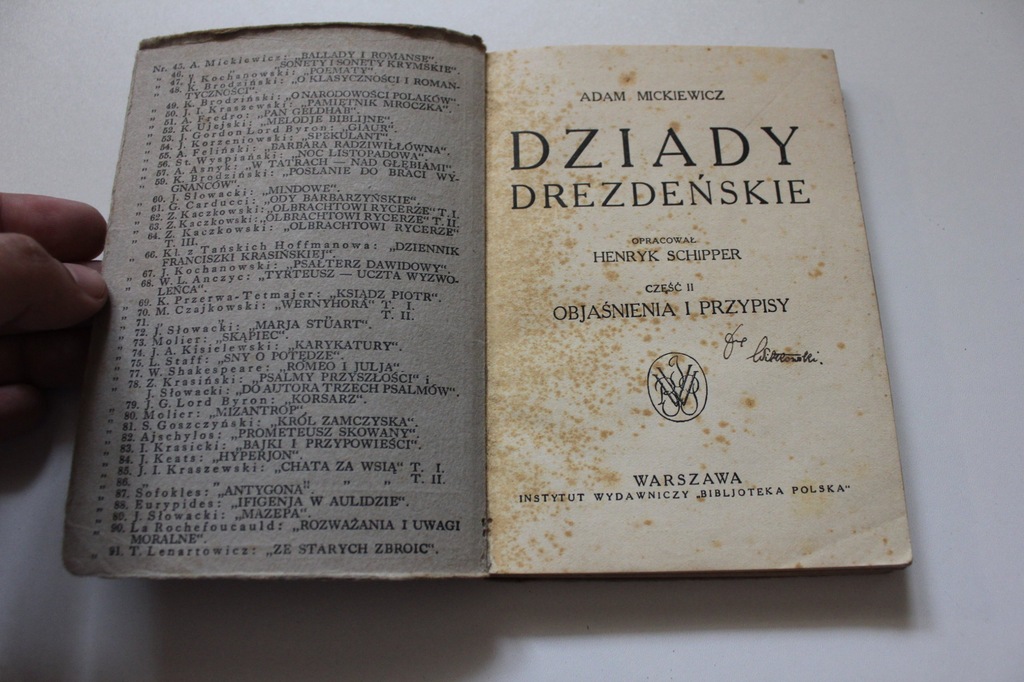 Nr. 45. A. Mickiewicz: „BALLADY I ROMANSE”.
„ 46. „ „SONETY I SONETY KRYMSKIE”.
„ 47. J. Kochanowski: „POEMATY”.
„ 48. K. Brodziński: „O KLASYCZNOŚCI I ROMAN-
TYCZNOŚCI”.
„ K. Brodziński: „O NARODOWOŚCI POLAKÓW”.
„ 49. J. I. Kraszewski: „PAMIĘTNIK MROCZKA”.
„ 50. A. Fredro: „PAN GELDHAB”.
„ 51. K. Ujejski: „MELODJE BIBLIJNE”.
„ 52. J. Gordon Lord Byron: „GIAUR”.
„ 53. J. Korzeniowski: „SPEKULANT”.
„ 54. A. Feliński: „BARBARA RADZIWIŁŁÓWNA”.
„ 55. St. Wyspiański: „NOC LISTOPADOWA”.
„ 56. A. Asnyk: „W TATRACH — NAD GŁĘBIAMI”
„ 57. K. Brodziński: „POSŁANIE DO BRACI WY-
„ 59. GNAŃCÓW”.
„ 60. J. Słowacki: „MINDOWE”.
„ 61. G. Carducci: „ODY BARBARZYŃSKIE”.
„ 62. Z. Kaczkowski: „OLBRACHTOWI RYCERZE” T. I.
„ 63. Z. Kaczkowski: „OLBRACHTOWI RYCERZE” T. II.
„ 64. Z. Kaczkowski: „OLBRACHTOWI RYCERZE”
T. III.
„ 66. Kl. z Tańskich Hoffmanowa: „DZIENNIK
FRANCISZKI KRASIŃSKIEJ”.
„ 67. J. Kochanowski: „PSAŁTERZ DAWIDOWY”.
„ 68. W. L. Anczyc: „TYRTEUSZ — UCZTA WYZWO-
LEŃCA”.
„ 69. K. Przerwa-Tetmajer: „KSIĄDZ PIOTR”.
„ 70. M. Czajkowski: „WERNYHORA” T. I.
„ 71. „ „ T. II.
„ 72. J. Słowacki: „MARJA STUART”.
„ 73. Molier: „SKĄPIEC”.
„ 74. J. A. Kisielewski: „KARYKATURY”.
„ 75. L. Staff: „SNY O POTĘDZE”.
„ 77. W. Shakespeare: „ROMEO I JULJA”.
„ 78. Z. Krasiński: „PSALMY PRZYSZŁOŚCI” i
J. Słowacki: „DO AUTORA TRZECH PSALMÓW”.
„ 79. J. G. Lord Byron: „KORSARZ”.
„ 80. Molier: „MIZANTROP”
„ 81. S. Goszczyński: „KRÓL ZAMCZYSKA”.
„ 82. Ajschylos: „PROMETEUSZ SKOWANY”.
„ 83. I. Krasicki: „BAJKI I PRZYPOWIEŚCI”.
„ 84. J. Keats: „HYPERJON”.
„ 85. J. I. Kraszewski: „CHATA ZA WSIĄ” T. I.
„ 86. „ „ „ „ T. II.
„ 87. Sofokles: „ANTYGONA”.
„ 88. Eurypides: „IFIGENJA W AULIDZIE”.
„ 89. J. Słowacki: „MAZEPA”.
„ 90. La Rochefoucauld: „ROZWAŻANIA I UWAGI
MORALNE”.
„ 91. T. Lenartowicz: „ZE STARYCH ZBROIC”.
ADAM MICKIEWICZ
DZIADY
DREZDEŃSKIE
OPRACOWAŁ
HENRYK SCHIPPER
CZĘŚĆ II
OBJAŚNIENIA I PRZYPISY
WARSZAWA
INSTYTUT WYDAWNICZY „BIBLJOTEKA POLSKA”